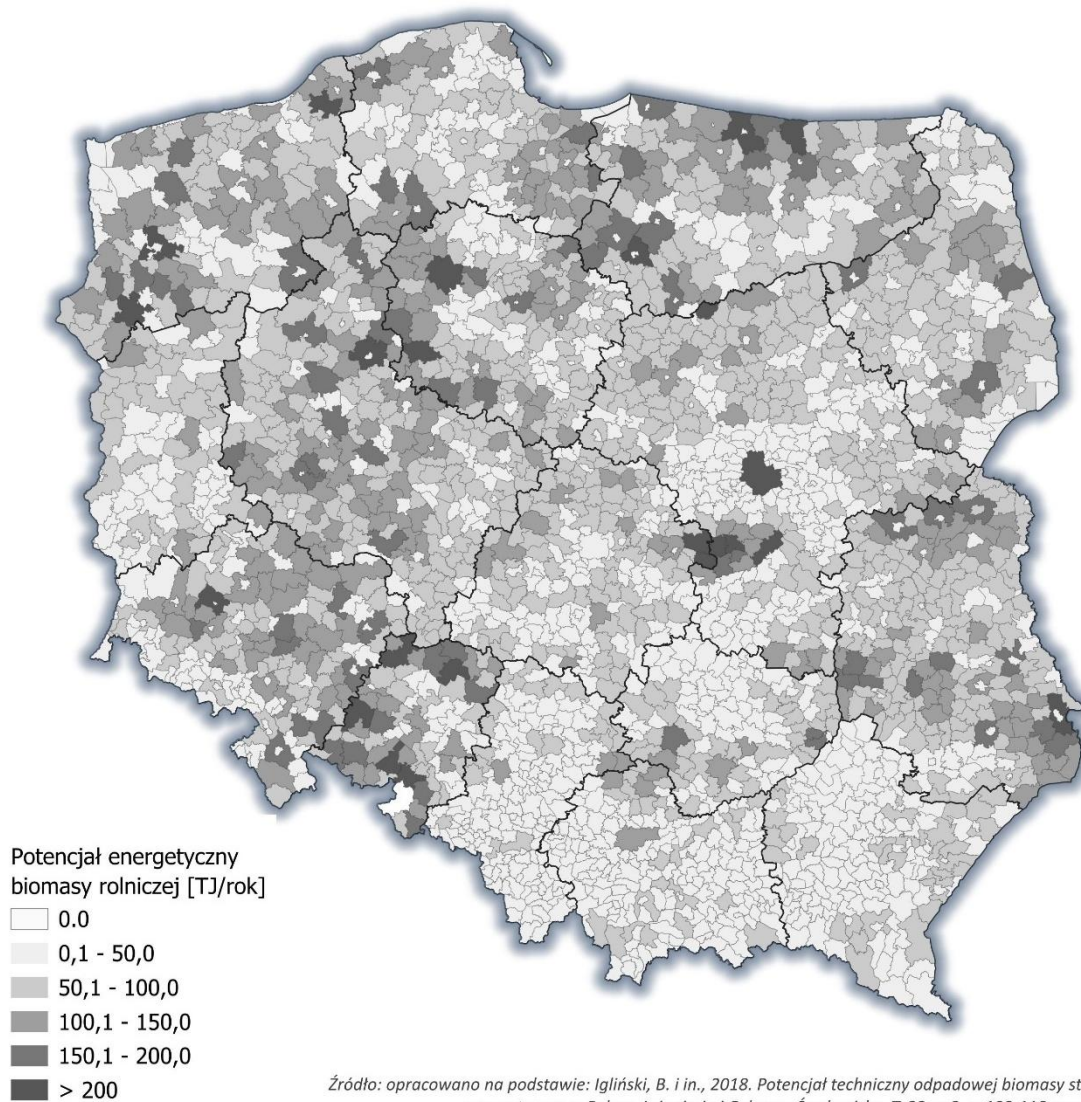 Potencjał energetyczny
biomasy rolniczej [TJ/rok]
0.0
0,1 - 50,0
50,1 - 100,0
100,1 - 150,0
150,1 - 200,0
> 200
Źródło: opracowano na podstawie: Igliński, B. i in., 2018. Potencjał techniczny odpadowej biomasy